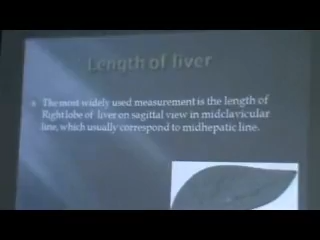 Length of liver
The most widely used measurement is the length of
Right lobe of liver on sagittal view in midclavicular
line, which usually correspond to midhepatic line.